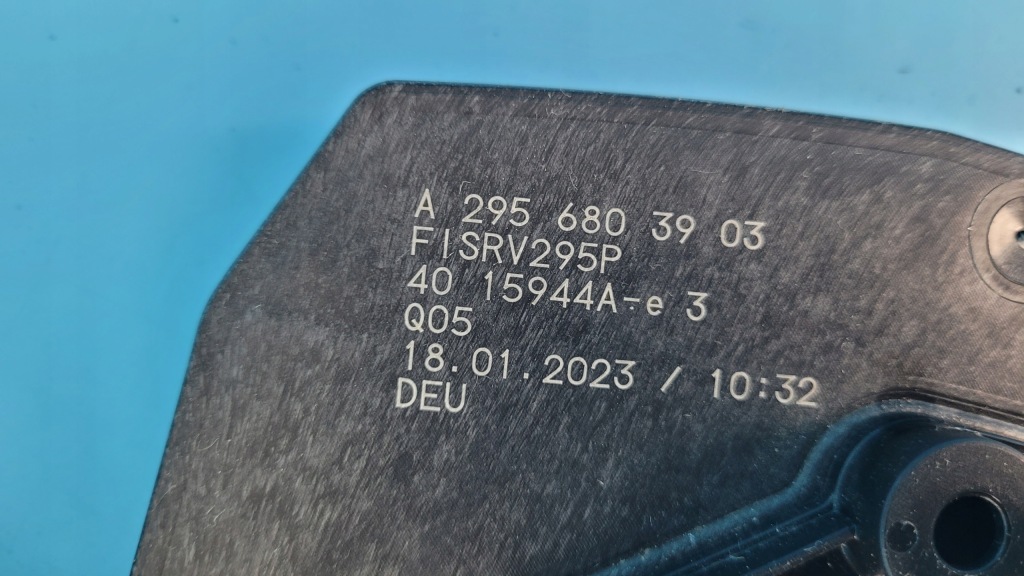 A 295 680 39 03
FISRV295P
40 15944A-e 3
Q05
18.01.2023 / 10:32
DEU